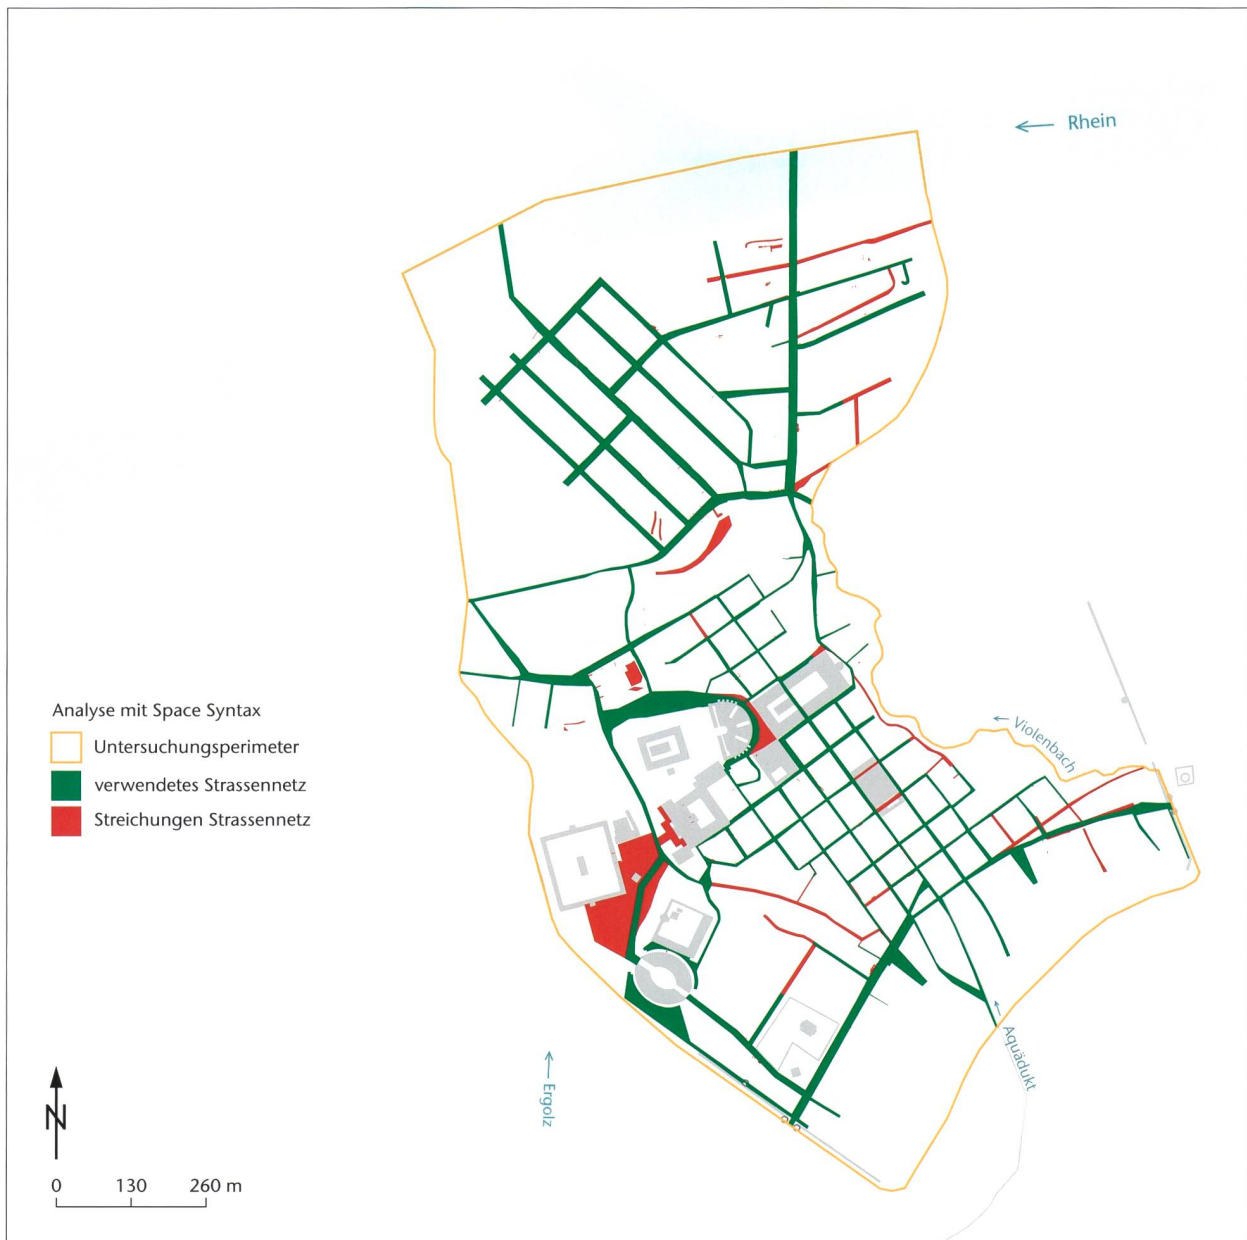 Rhein
Violenbach
Analyse mit Space Syntax
Untersuchungsperimeter
verwendetes Strassennetz
Streichungen Strassennetz
Aquädukt
Ergolz
N
0 130 260 m